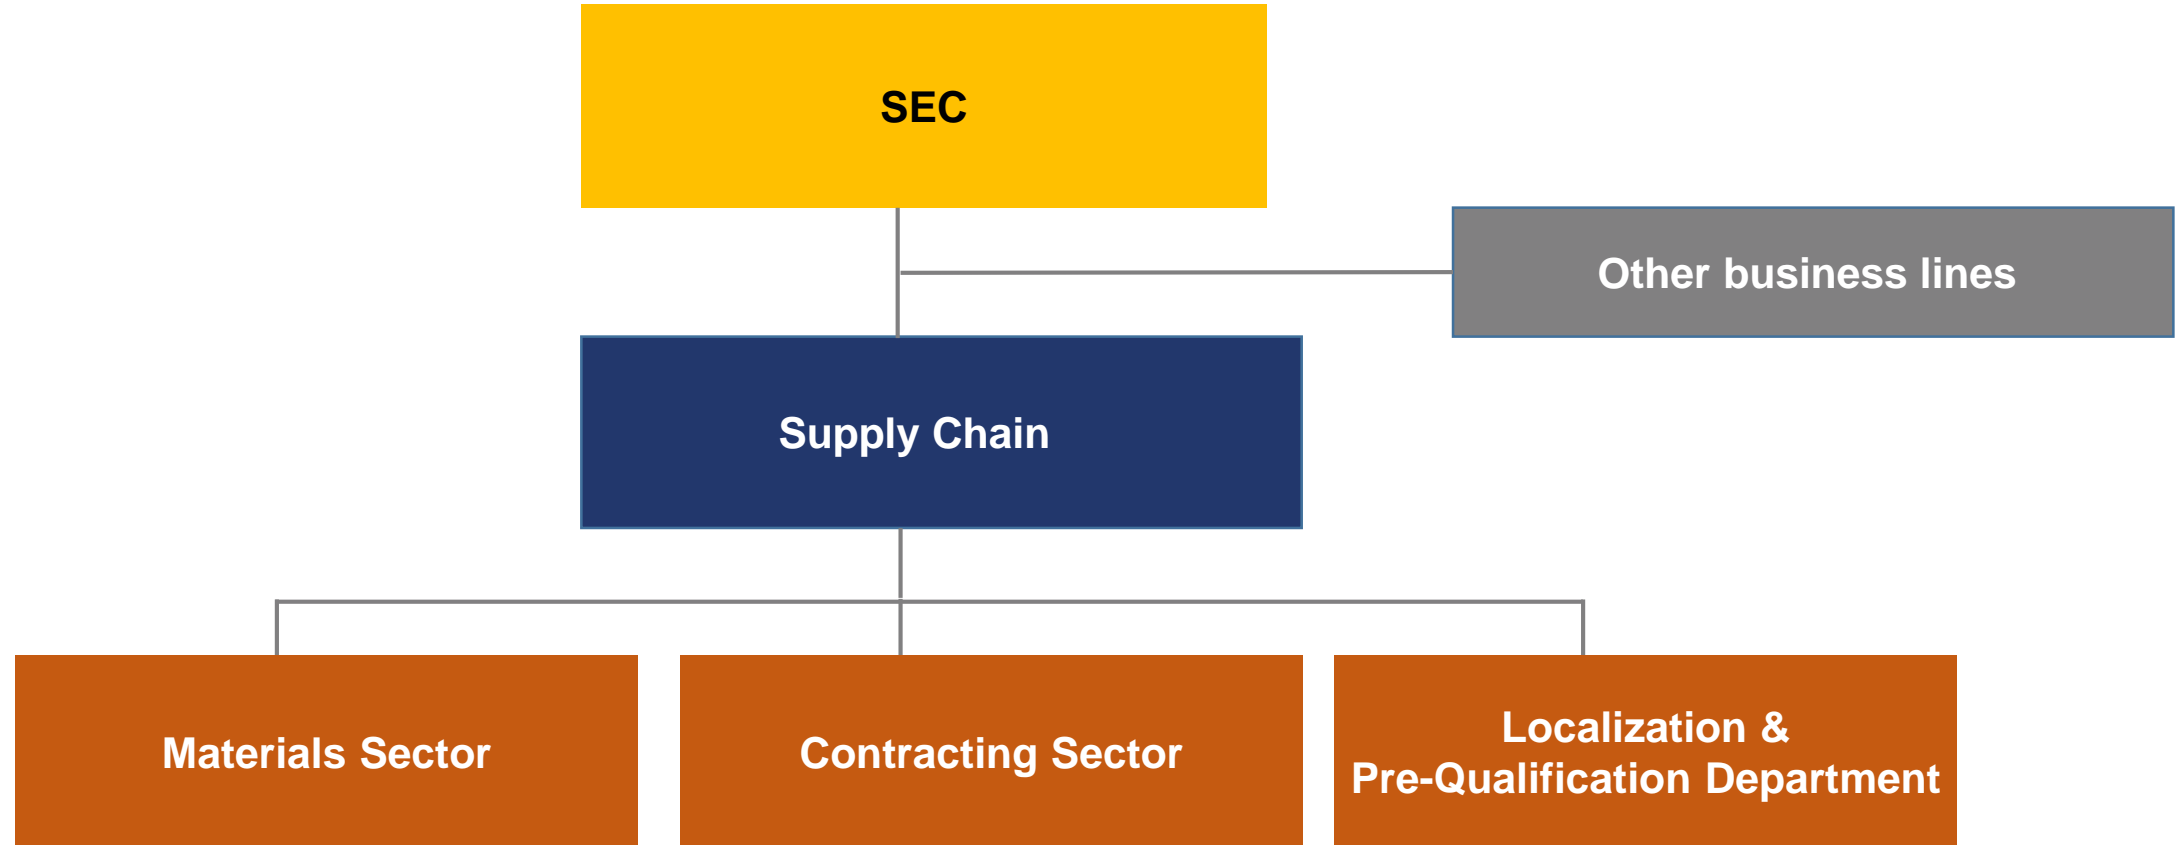 SEC
Other business lines
Supply Chain
Materials Sector
Contracting Sector
Localization &
Pre-Qualification Department